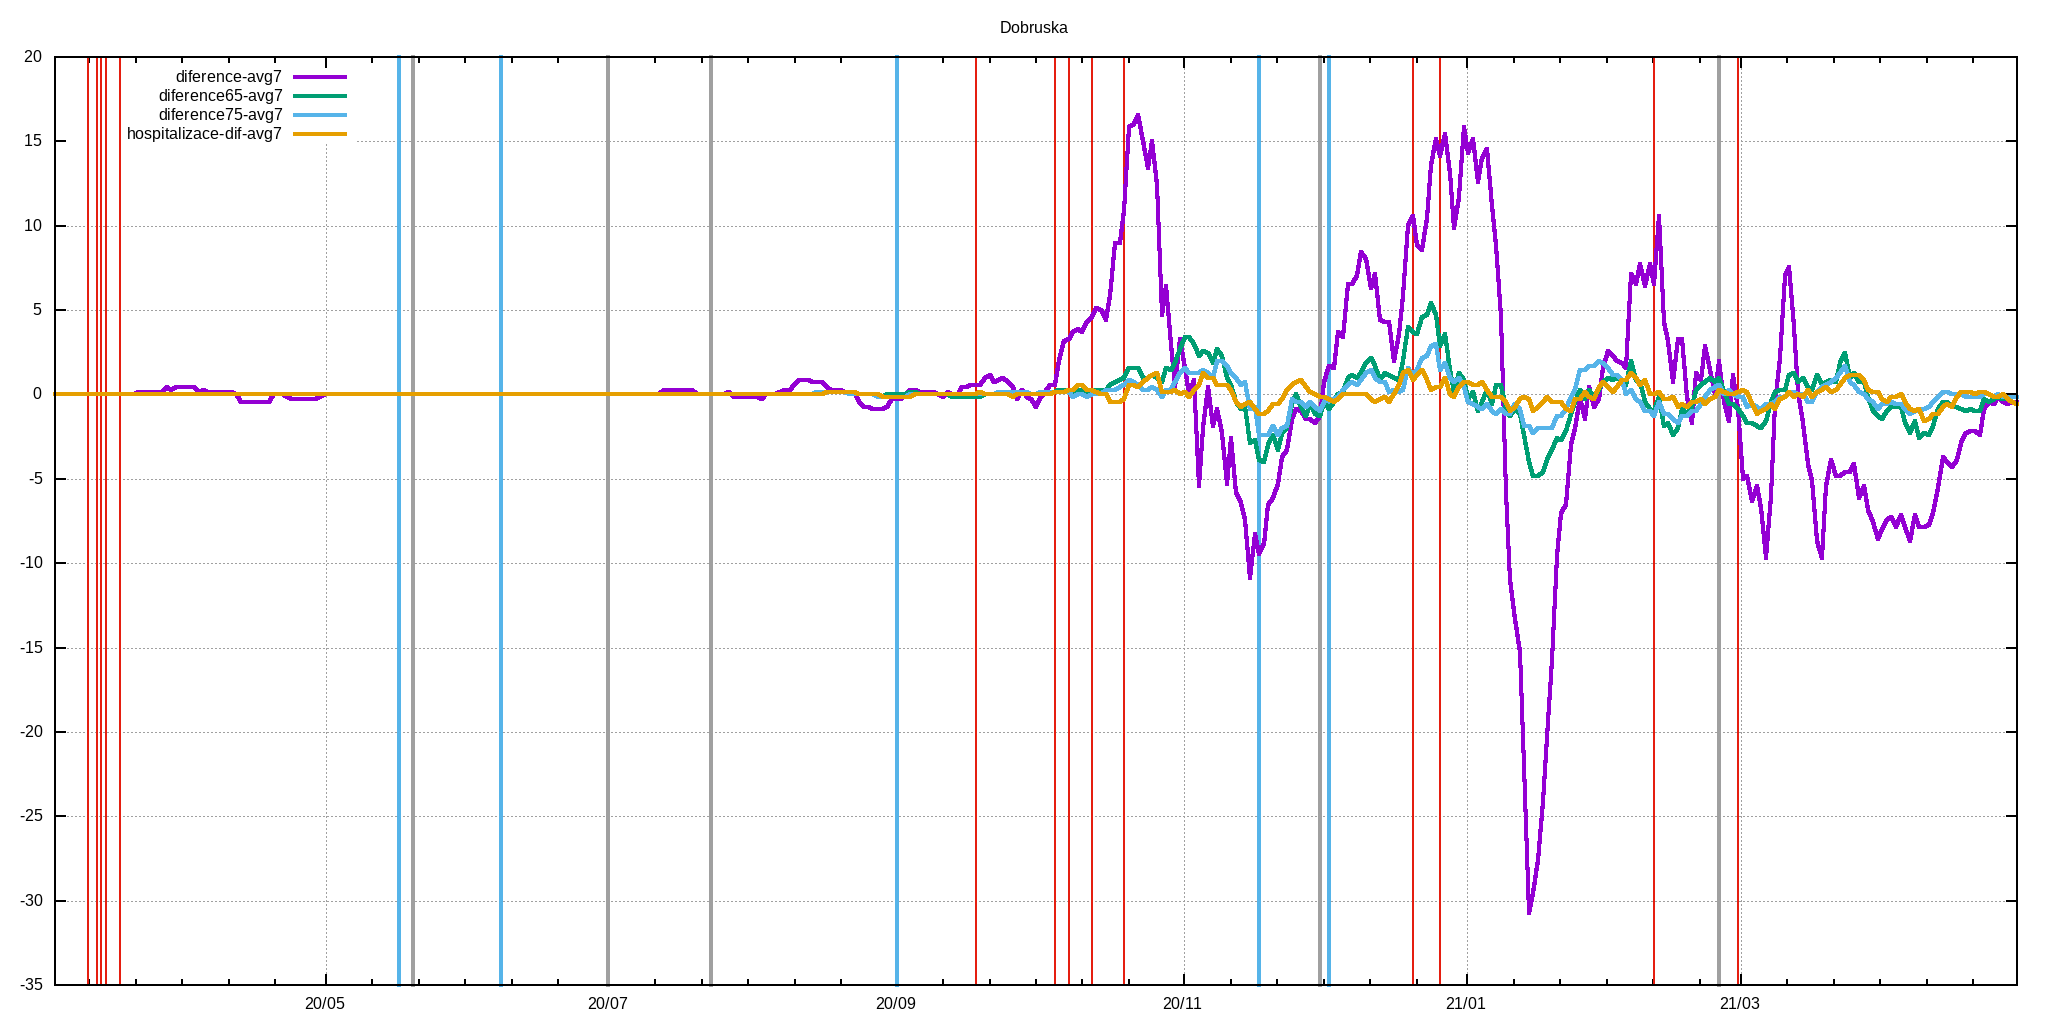 Dobruska
diference-avg7
diference65-avg7
diference75-avg7
hospitalizace-dif-avg7
20
15
10
5
0
-5
-10
-15
-20
-25
-30
-35
20/05 20/07 20/09 20/11 21/01 21/03